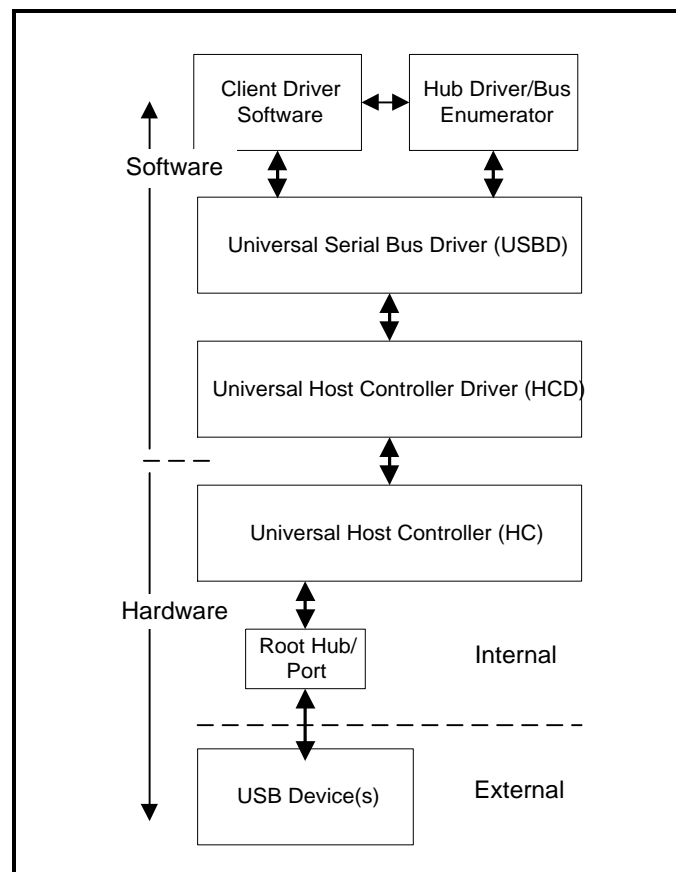 Client Driver
Software
Hub Driver/Bus
Enumerator
Software
Universal Serial Bus Driver (USBD)
Universal Host Controller Driver (HCD)
Universal Host Controller (HC)
Hardware
Root Hub/
Port
Internal
USB Device(s)
External